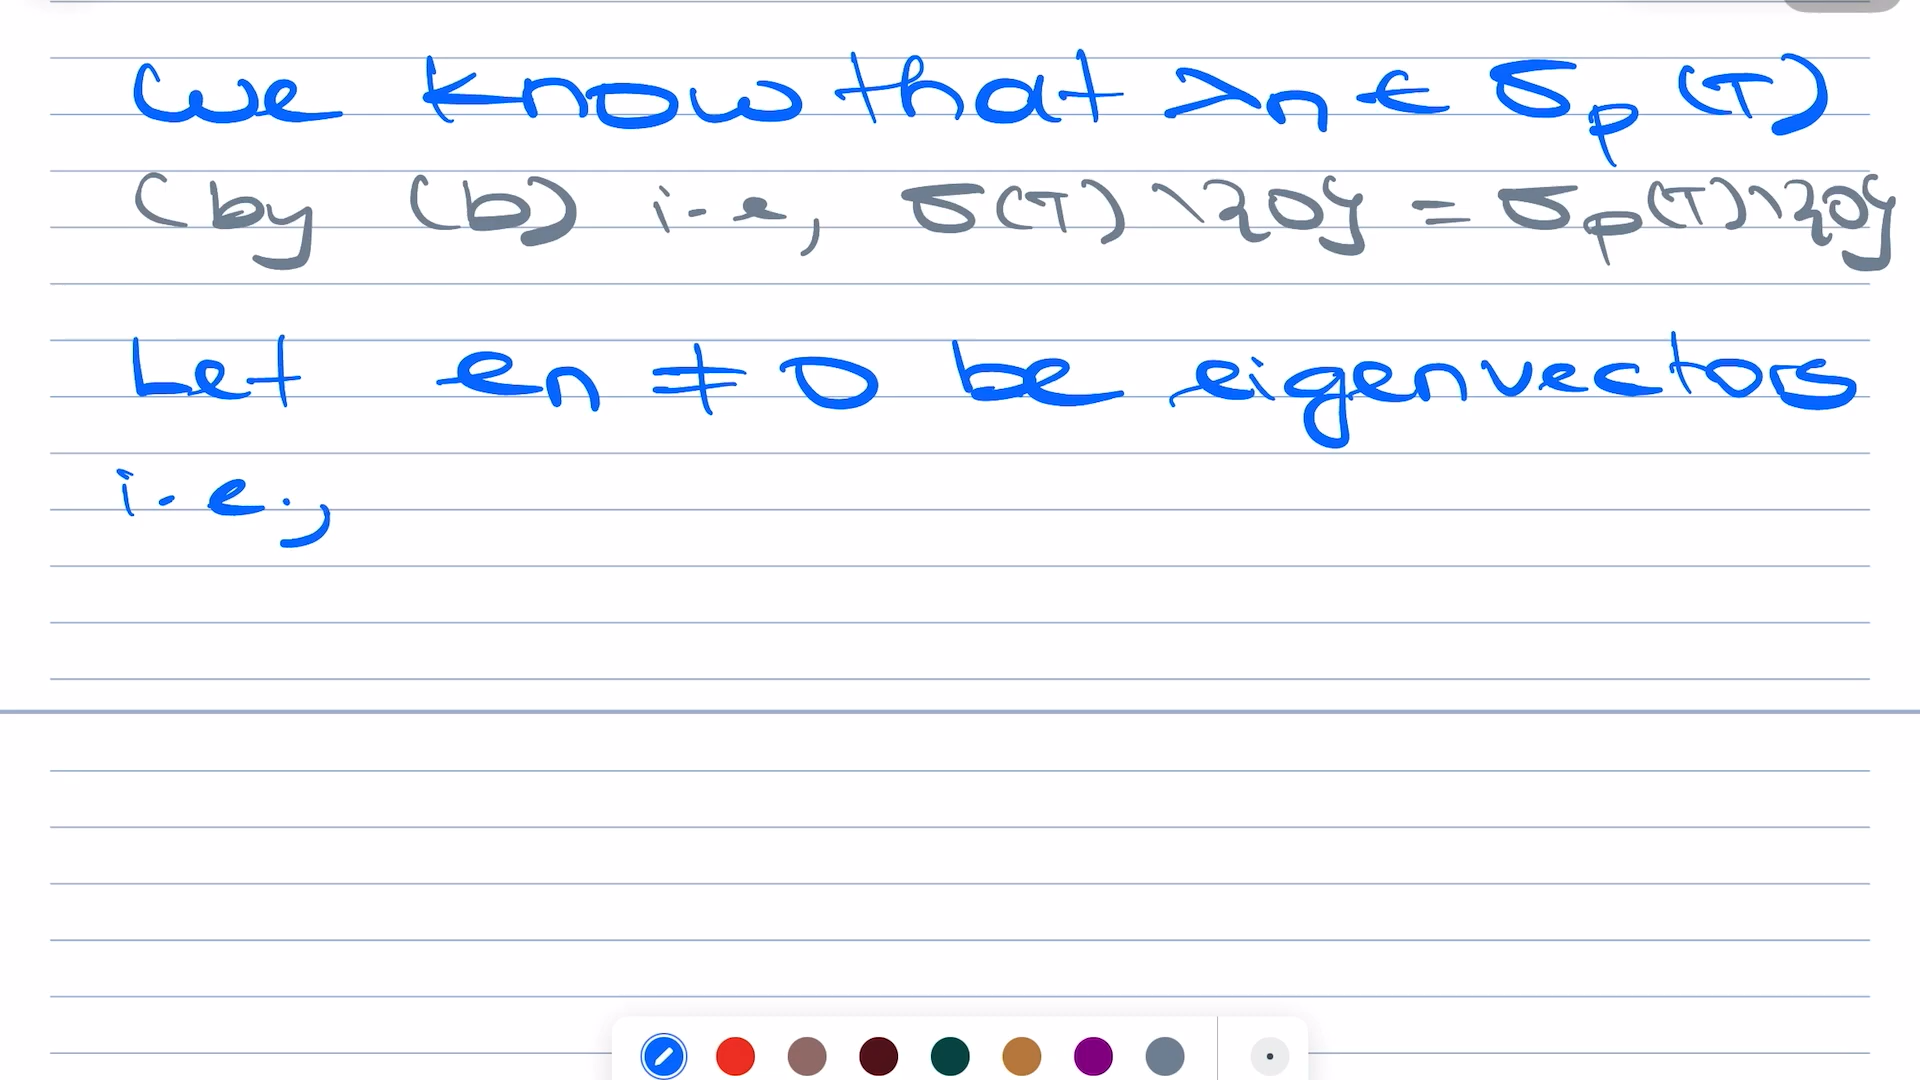 We know that λn ∈ σp (T)
(by (b) i.e, σ(T) \{0} = σp(T)\{0}
Let en ≠ 0 be eigenvectors
i.e.,